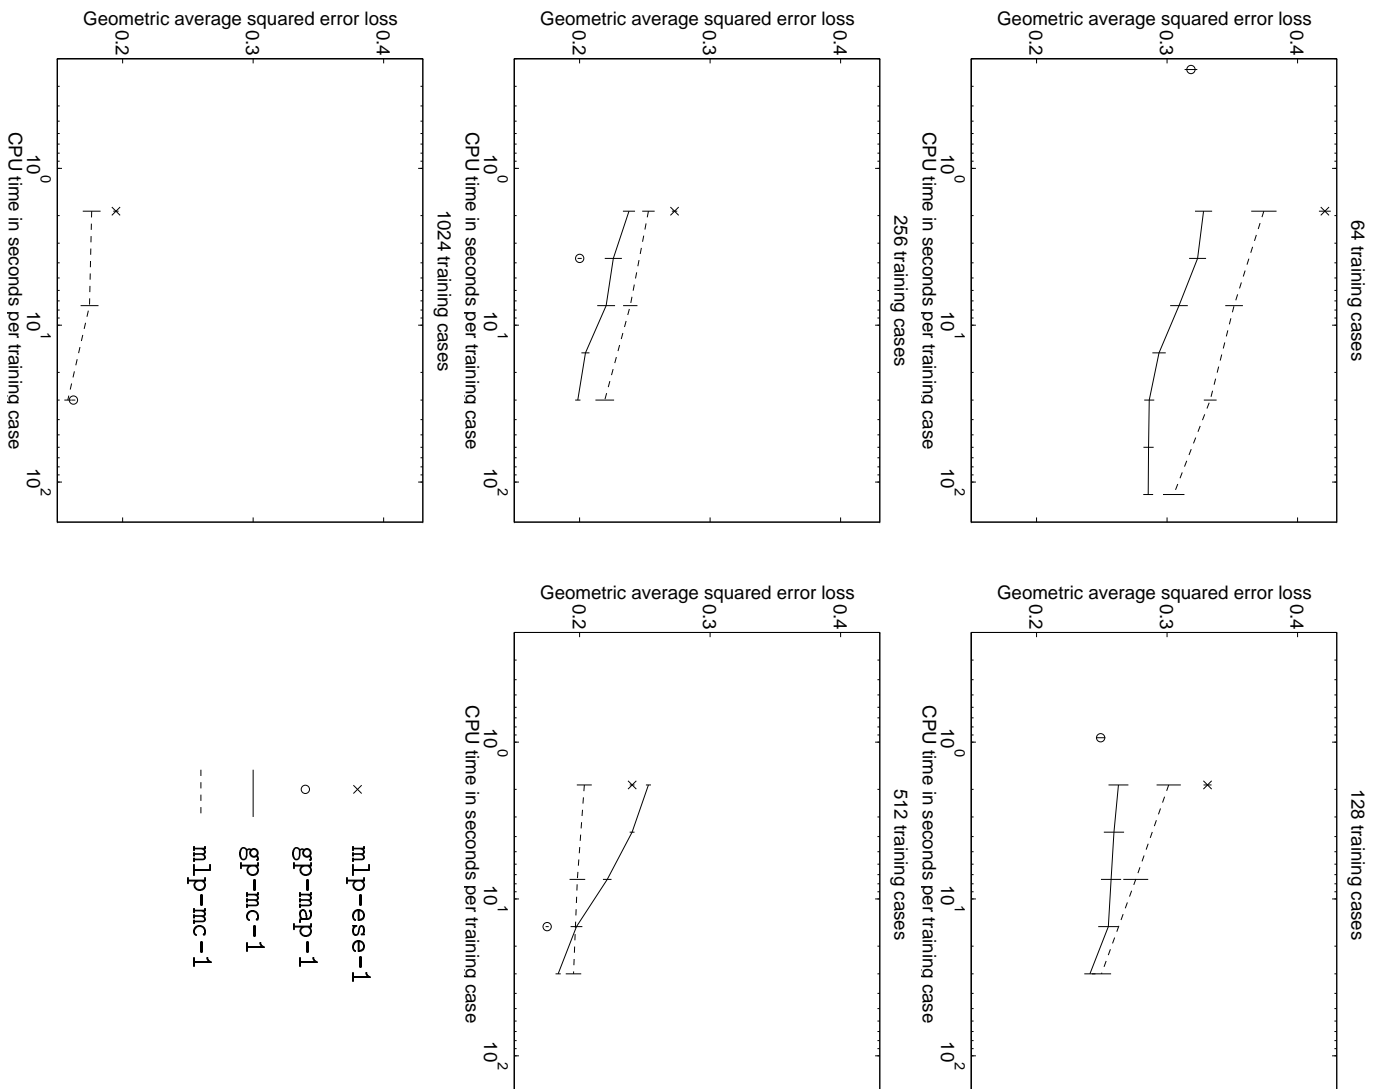 64 training cases
Geometric average squared error loss
0.4
0.3
0.2
10 0
10 1
10 2
CPU time in seconds per training case
128 training cases
Geometric average squared error loss
0.4
0.3
0.2
10 0
10 1
10 2
CPU time in seconds per training case
256 training cases
Geometric average squared error loss
0.4
0.3
0.2
10 0
10 1
10 2
CPU time in seconds per training case
512 training cases
Geometric average squared error loss
0.4
0.3
0.2
10 0
10 1
10 2
CPU time in seconds per training case
1024 training cases
Geometric average squared error loss
0.4
0.3
0.2
10 0
10 1
10 2
CPU time in seconds per training case
mlp-ese-1
gp-map-1
gp-mc-1
mlp-mc-1